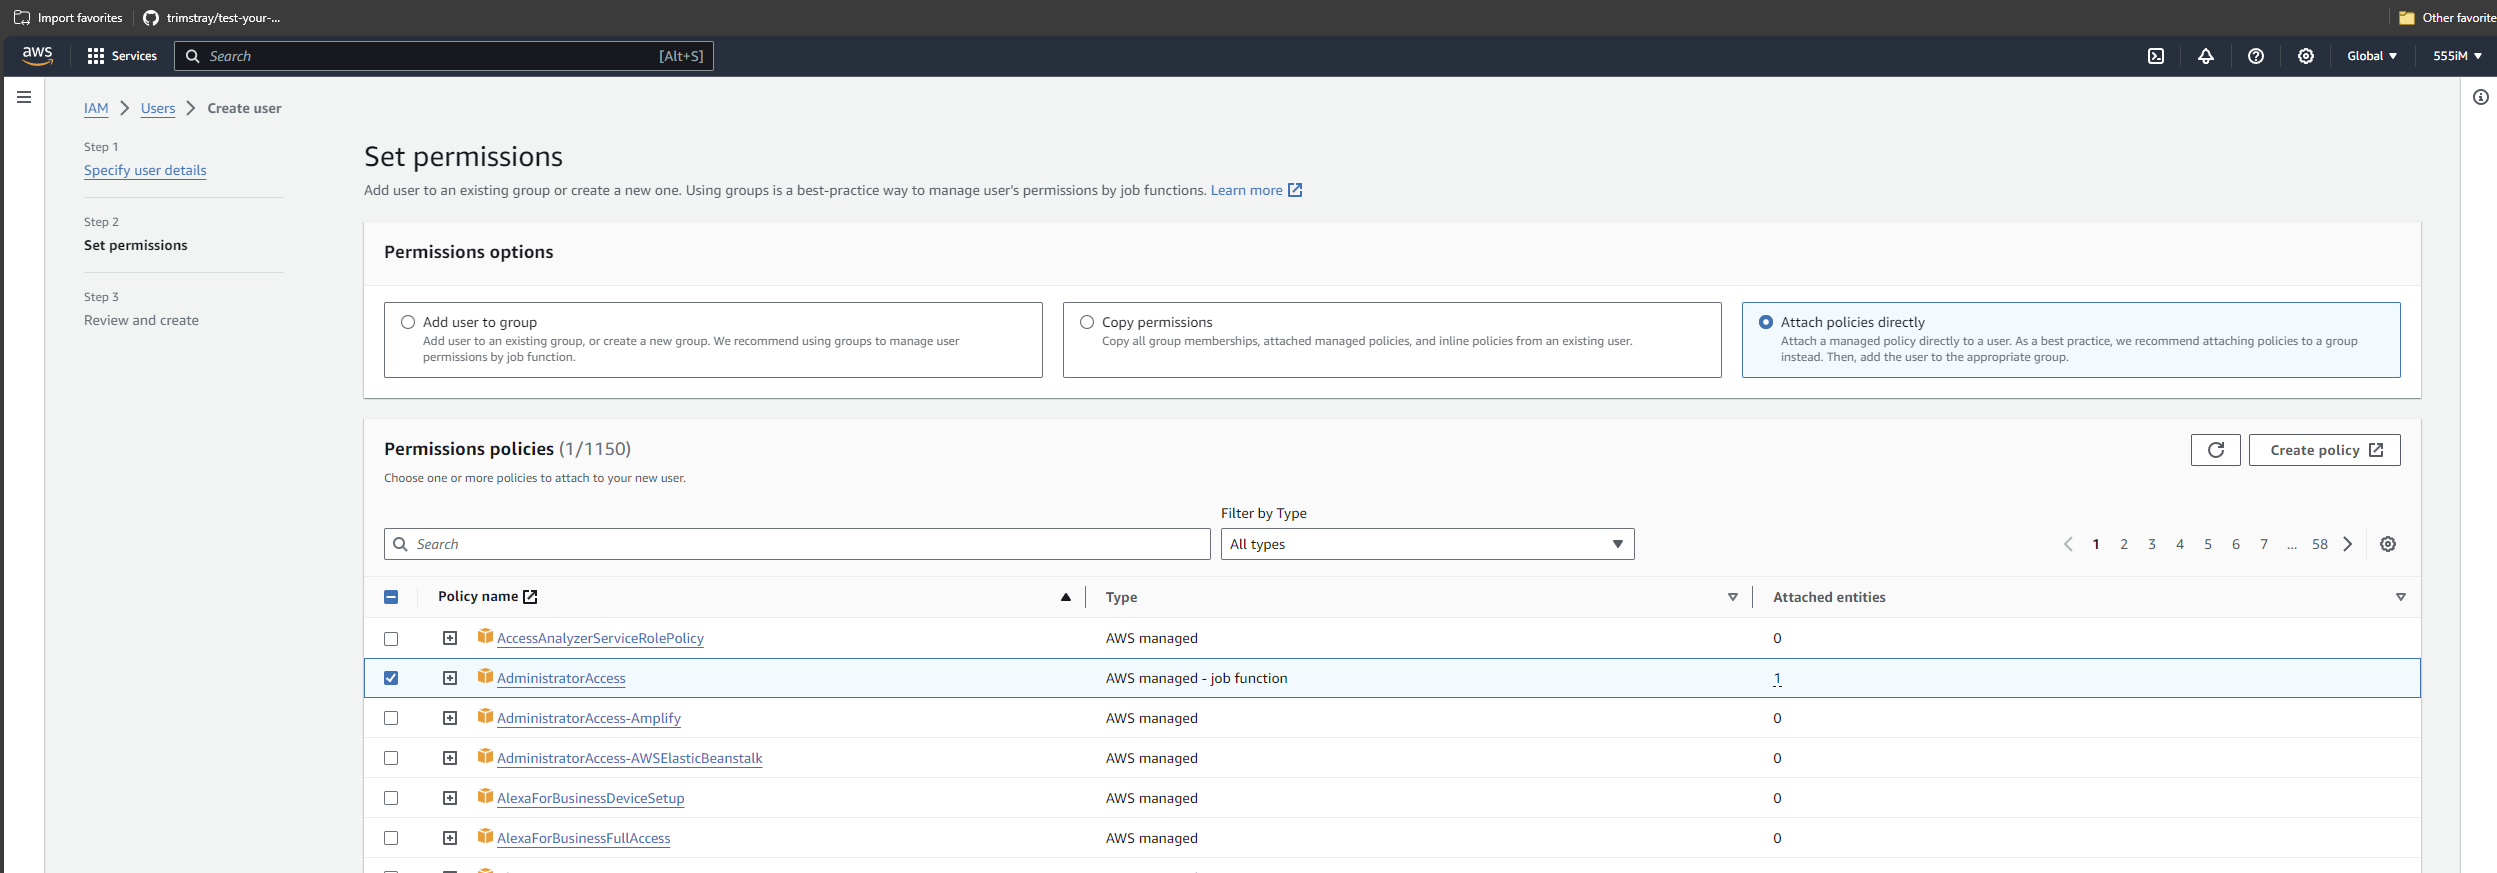 Import favorites
trimstray/test-your-...
Other favorite
aws
Services
Search
[Alt+S]
Global
555iM
IAM
Users
Create user
Step 1
Specify user details
Step 2
Set permissions
Step 3
Review and create
Set permissions
Add user to an existing group or create a new one. Using groups is a best-practice way to manage user's permissions by job functions. Learn more
Permissions options
Add user to group
Add user to an existing group, or create a new group. We recommend using groups to manage user
permissions by job function.
Copy permissions
Copy all group memberships, attached managed policies, and inline policies from an existing user.
Attach policies directly
Attach a managed policy directly to a user. As a best practice, we recommend attaching policies to a group
instead. Then, add the user to the appropriate group.
Permissions policies (1/1150)
Choose one or more policies to attach to your new user.
Create policy
Filter by Type
Search
All types
1 2 3 4 5 6 7 ... 58
Policy name Type Attached entities
AccessAnalyzerServiceRolePolicy AWS managed 0
AdministratorAccess AWS managed - job function 1
AdministratorAccess-Amplify AWS managed 0
AdministratorAccess-AWSElasticBeanstalk AWS managed 0
AlexaForBusinessDeviceSetup AWS managed 0
AlexaForBusinessFullAccess AWS managed 0